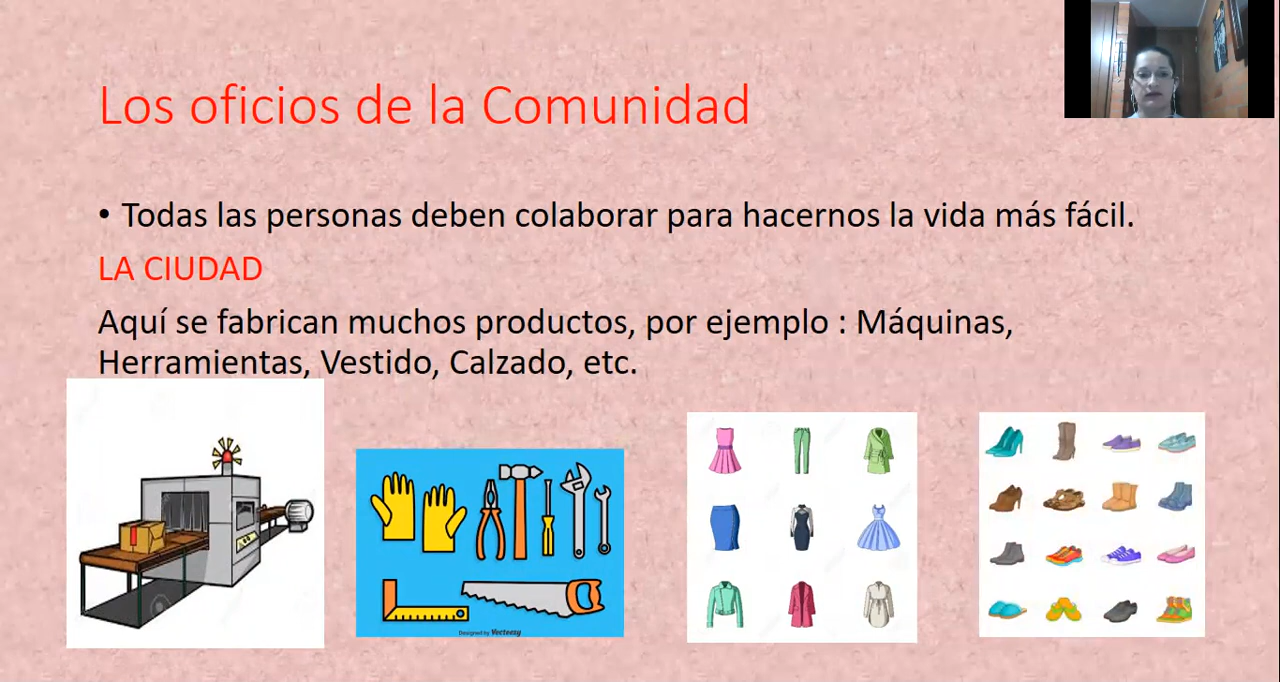 Los oficios de la Comunidad
• Todas las personas deben colaborar para hacernos la vida más fácil.
LA CIUDAD
Aquí se fabrican muchos productos, por ejemplo : Máquinas,
Herramientas, Vestido, Calzado, etc.
Designed by Vecteezy